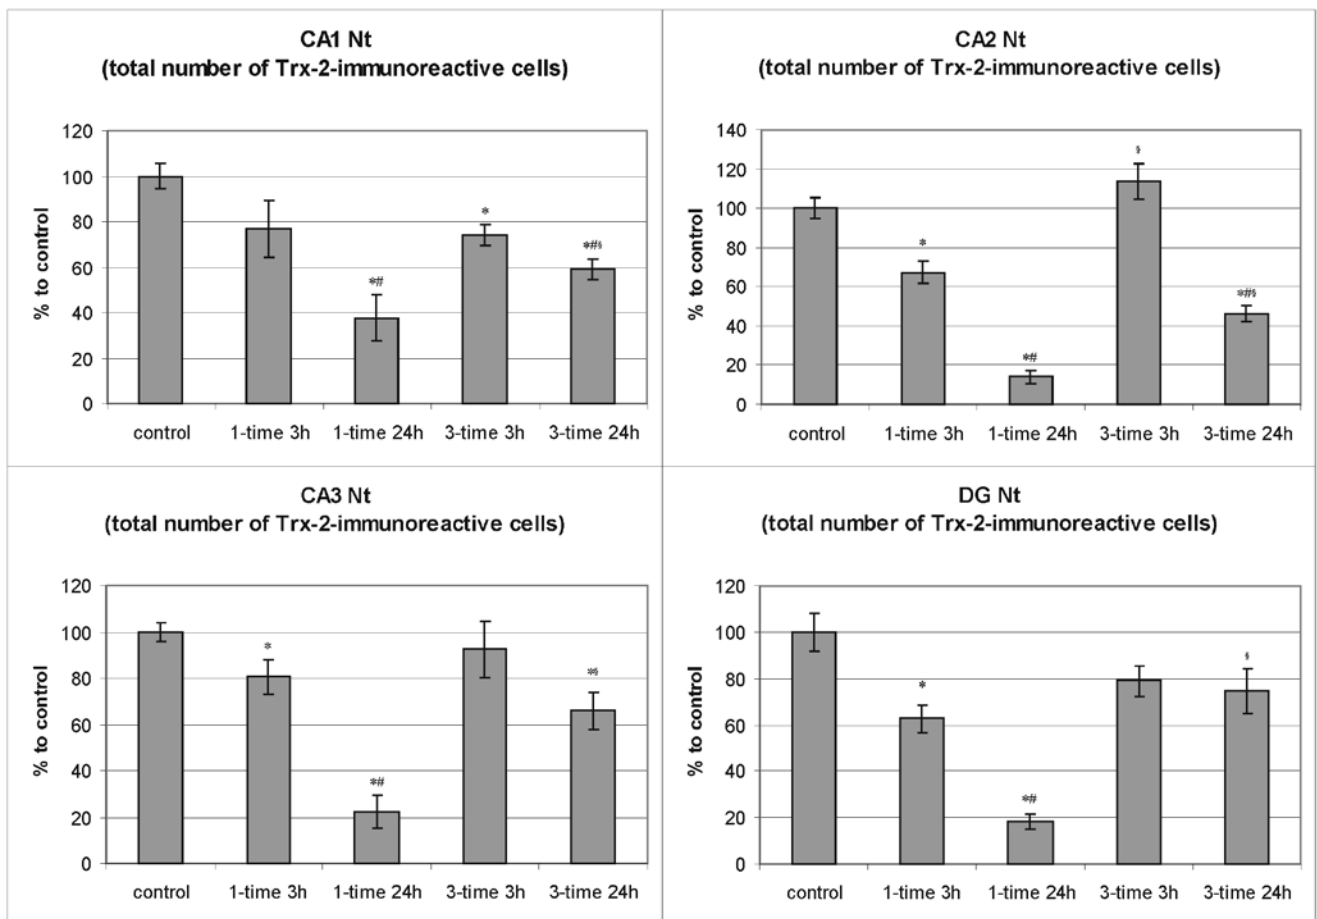 CA1 Nt
(total number of Trx-2-immunoreactive cells)
120
100
80
60
40
20
0
% to control
*
*#
*#§
control 1-time 3h 1-time 24h 3-time 3h 3-time 24h
CA2 Nt
(total number of Trx-2-immunoreactive cells)
140
120
100
80
60
40
20
0
% to control
§
*
*#§
*#
control 1-time 3h 1-time 24h 3-time 3h 3-time 24h
CA3 Nt
(total number of Trx-2-immunoreactive cells)
120
100
80
60
40
20
0
% to control
*
*§
*#
control 1-time 3h 1-time 24h 3-time 3h 3-time 24h
DG Nt
(total number of Trx-2-immunoreactive cells)
120
100
80
60
40
20
0
% to control
§
*
*#
control 1-time 3h 1-time 24h 3-time 3h 3-time 24h